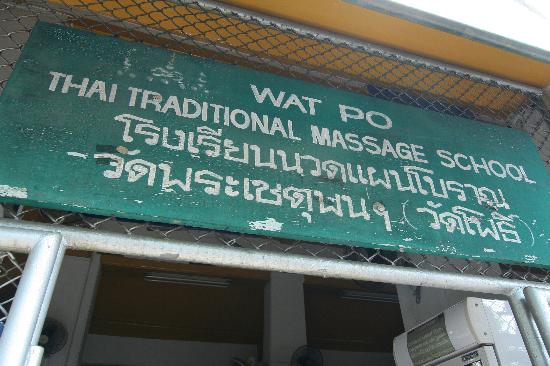 WAT PO
THAI TRADITIONAL MASSAGE SCHOOL
โรงเรียนนวดแผนโบราณ
วัดพระเชตุพนฯ (วัดโพธิ์)